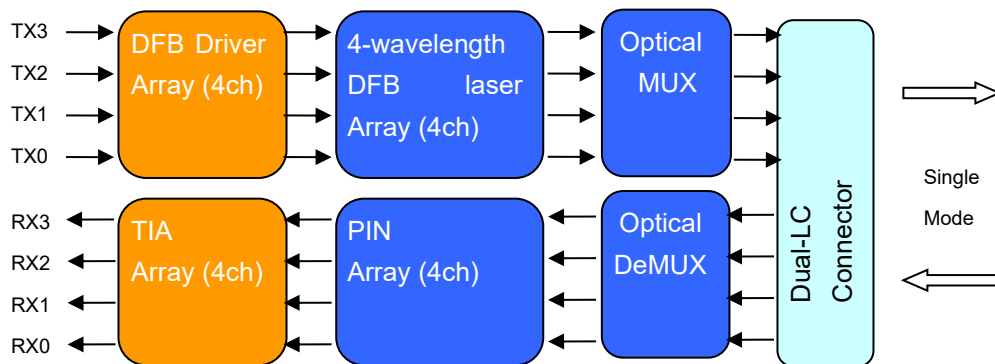 TX3
TX2
TX1
TX0
DFB Driver
Array (4ch)
4-wavelength
DFB laser
Array (4ch)
Optical
MUX
RX3
RX2
RX1
RX0
TIA
Array (4ch)
PIN
Array (4ch)
Optical
DeMUX
Dual-LC
Connector
Single
Mode